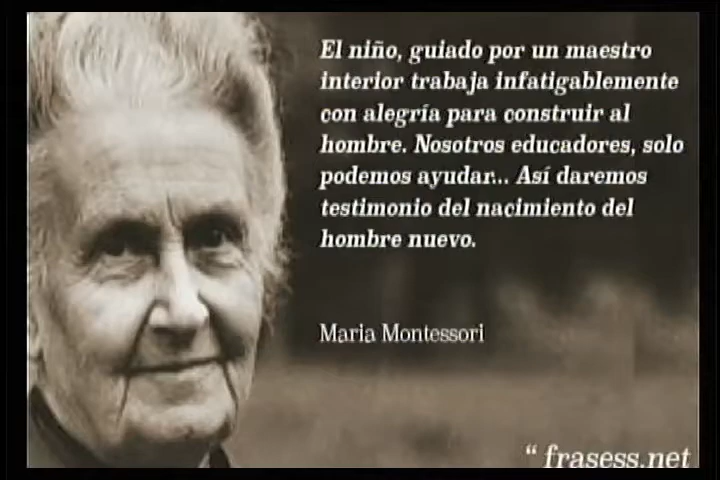 El niño, guiado por un maestro
interior trabaja infatigablemente
con alegría para construir al
hombre. Nosotros educadores, solo
podemos ayudar... Así daremos
testimonio del nacimiento del
hombre nuevo.
Maria Montessori
“ frasess.net